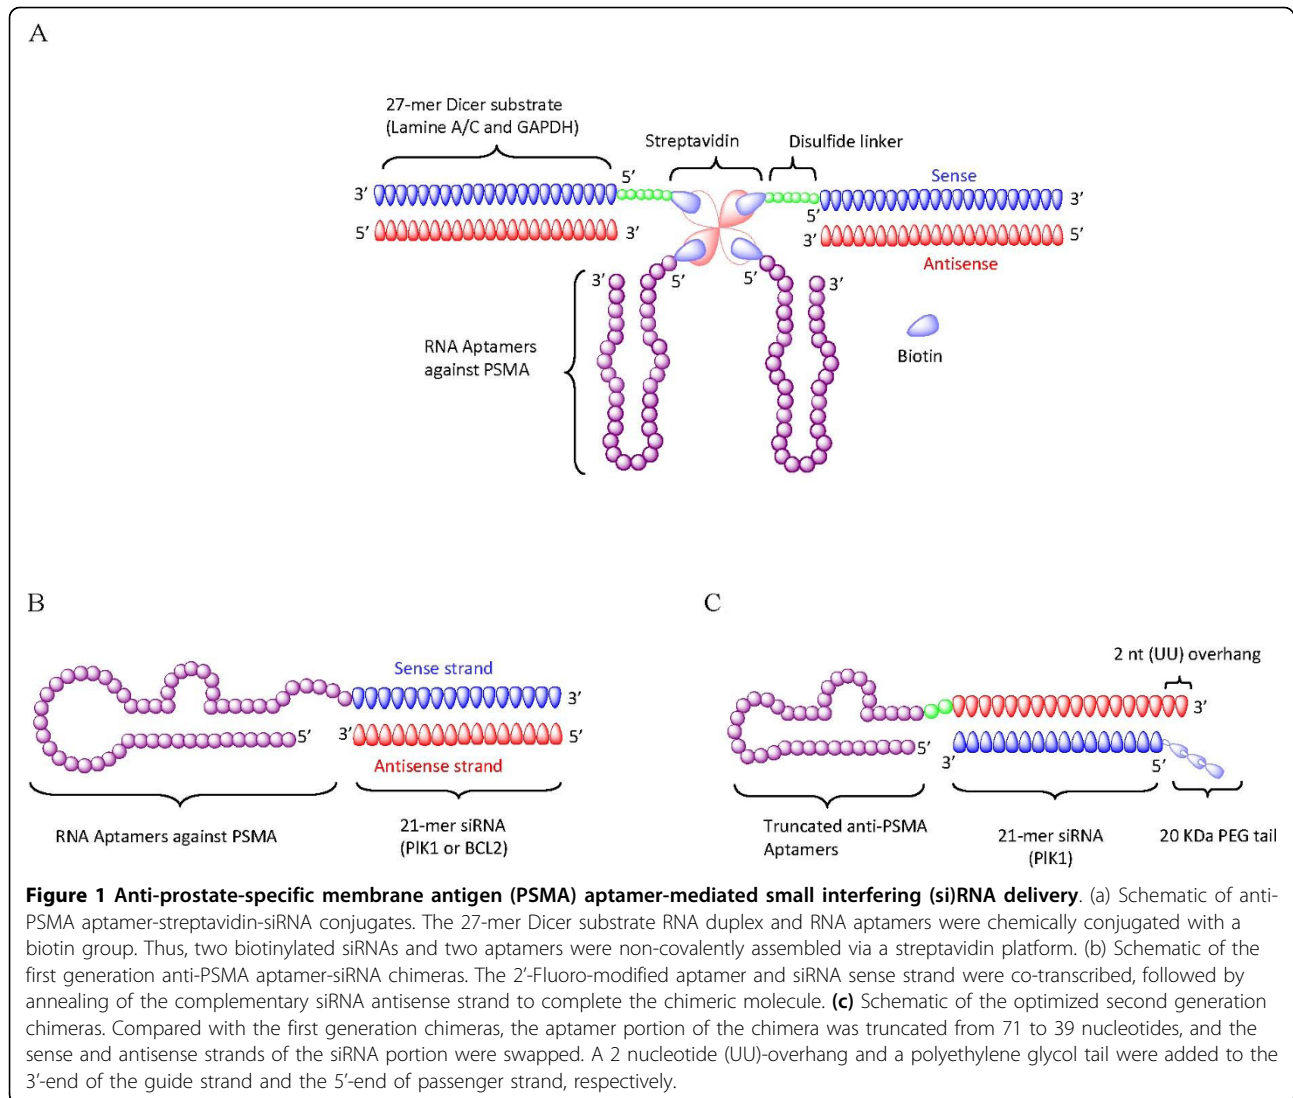 A
27-mer Dicer substrate
(Lamine A/C and GAPDH)
Streptavidin
Disulfide linker
5’
Sense
3’
3’
5’
5’
3’
3’
5’
Antisense
3’
5’
5’
3’
RNA Aptamers
against PSMA
Biotin
B
Sense strand
3’
5’
3’
5’
Antisense strand
RNA Aptamers against PSMA
21-mer siRNA
(PlK1 or BCL2)
C
2 nt (UU) overhang
3’
5’
3’
5’
Truncated anti-PSMA
Aptamers
21-mer siRNA
(PlK1)
20 KDa PEG tail
Figure 1 Anti-prostate-specific membrane antigen (PSMA) aptamer-mediated small interfering (si)RNA delivery. (a) Schematic of anti-
PSMA aptamer-streptavidin-siRNA conjugates. The 27-mer Dicer substrate RNA duplex and RNA aptamers were chemically conjugated with a
biotin group. Thus, two biotinylated siRNAs and two aptamers were non-covalently assembled via a streptavidin platform. (b) Schematic of the
first generation anti-PSMA aptamer-siRNA chimeras. The 2’-Fluoro-modified aptamer and siRNA sense strand were co-transcribed, followed by
annealing of the complementary siRNA antisense strand to complete the chimeric molecule. (c) Schematic of the optimized second generation
chimeras. Compared with the first generation chimeras, the aptamer portion of the chimera was truncated from 71 to 39 nucleotides, and the
sense and antisense strands of the siRNA portion were swapped. A 2 nucleotide (UU)-overhang and a polyethylene glycol tail were added to the
3’-end of the guide strand and the 5’-end of passenger strand, respectively.